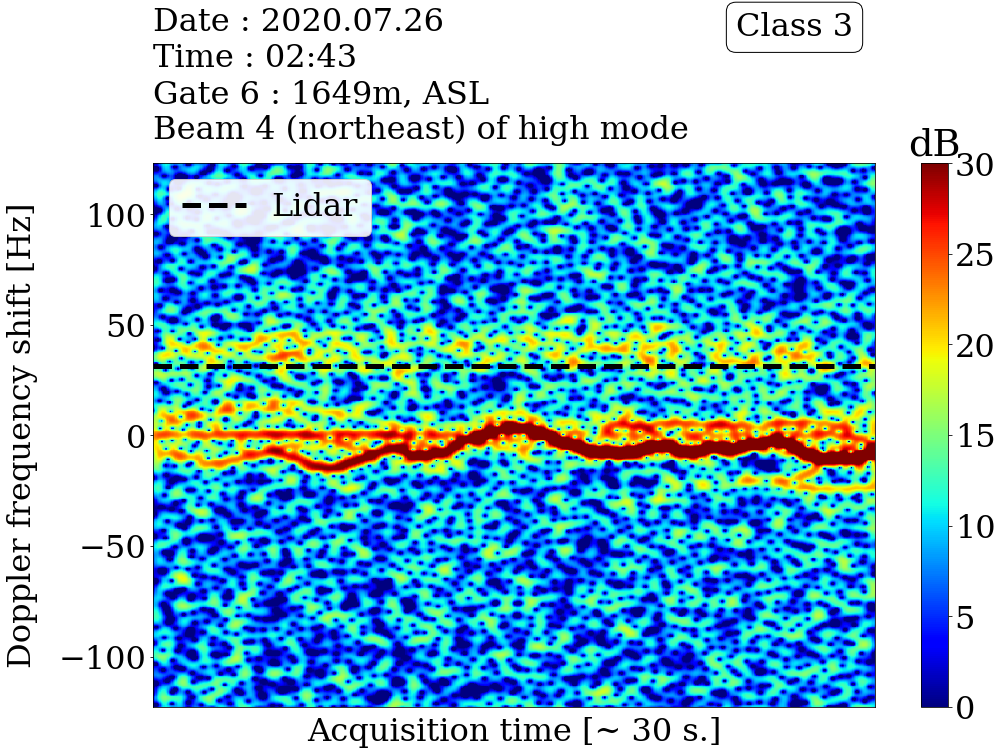 Date : 2020.07.26
Time : 02:43
Gate 6 : 1649m, ASL
Beam 4 (northeast) of high mode
Class 3
dB
Lidar
Doppler frequency shift [Hz]
100
50
0
−50
−100
Acquisition time [~ 30 s.]
30
25
20
15
10
5
0